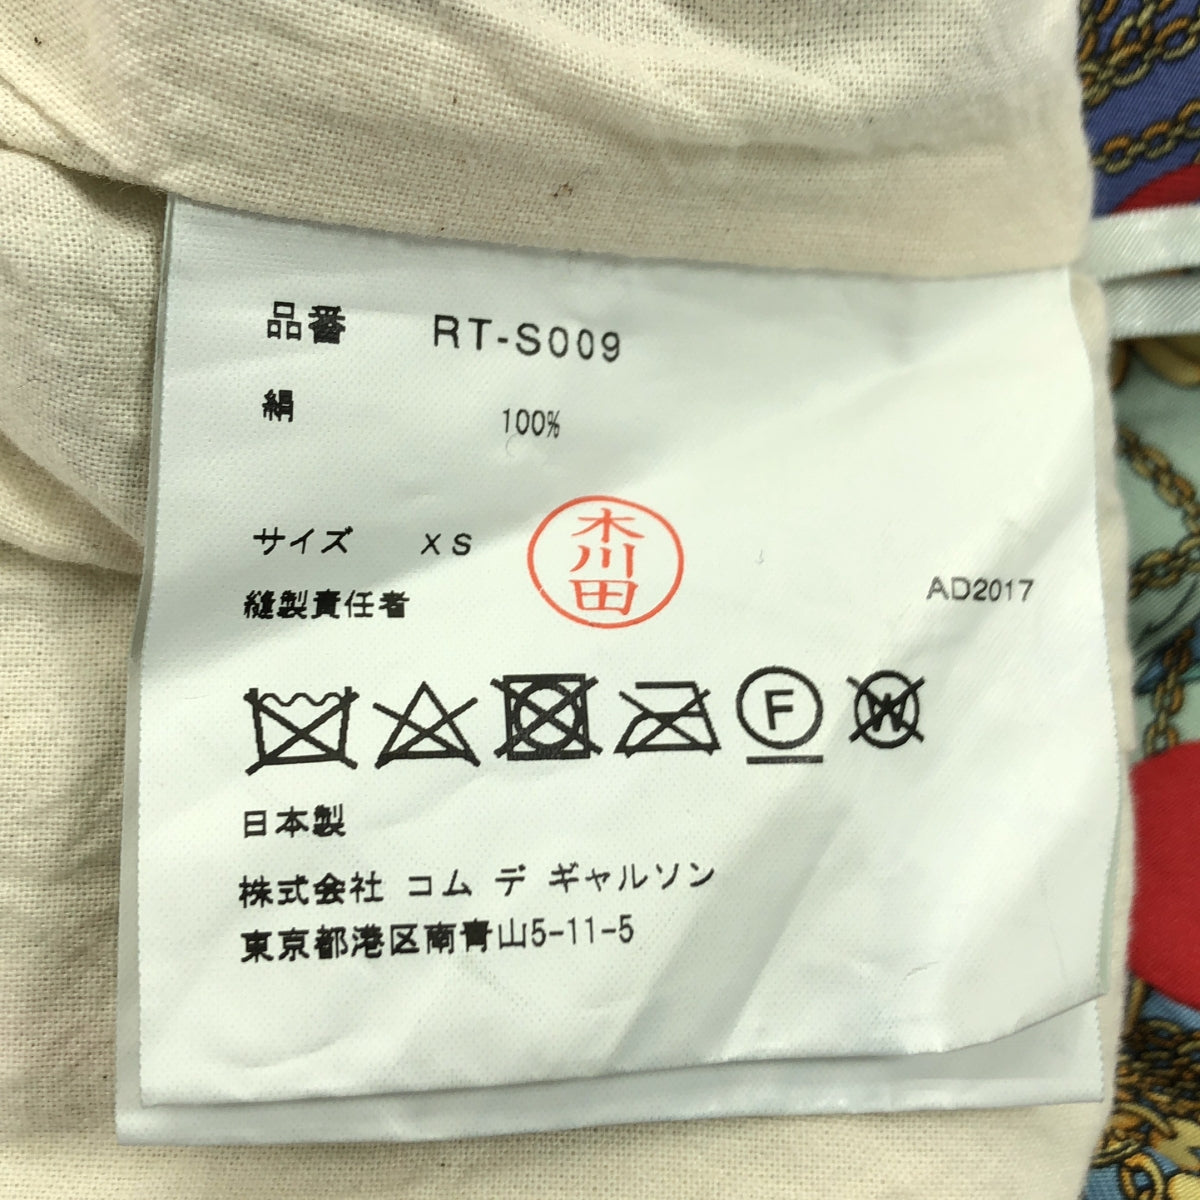 品番 RT-S009
絹 100%
サイズ XS
木川田
縫製責任者
AD2017
F
W
日本製
株式会社 コム デ ギャルソン
東京都港区南青山5-11-5